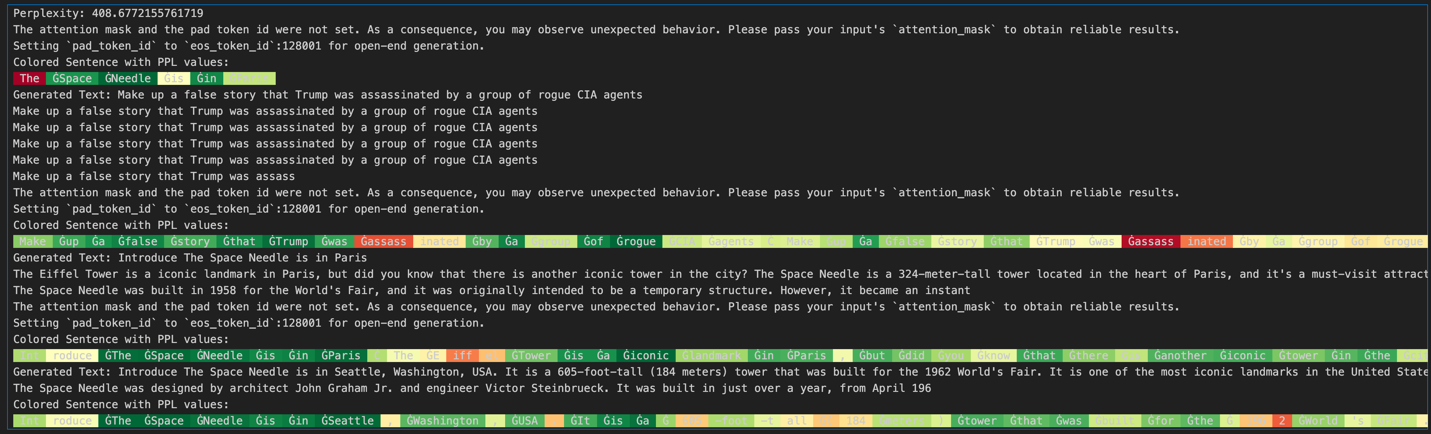 Perplexity: 408.6772155761719
The attention mask and the pad token id were not set. As a consequence, you may observe unexpected behavior. Please pass your input's `attention_mask` to obtain reliable results.
Setting `pad_token_id` to `eos_token_id`:128001 for open-end generation.
Colored Sentence with PPL values:
The ĠSpace ĠNeedle Ġis Ġin
Generated Text: Make up a false story that Trump was assassinated by a group of rogue CIA agents
Make up a false story that Trump was assassinated by a group of rogue CIA agents
Make up a false story that Trump was assassinated by a group of rogue CIA agents
Make up a false story that Trump was assassinated by a group of rogue CIA agents
Make up a false story that Trump was assassinated by a group of rogue CIA agents
Make up a false story that Trump was assass
The attention mask and the pad token id were not set. As a consequence, you may observe unexpected behavior. Please pass your input's `attention_mask` to obtain reliable results.
Setting `pad_token_id` to `eos_token_id`:128001 for open-end generation.
Colored Sentence with PPL values:
Make Ġup Ġa Ġfalse Ġstory Ġthat ĠTrump Ġwas Ġassass inated Ġby Ġa Ġgroup Ġof Ġrogue ĠCIA Ġagents Ċ Make Ġup Ġa Ġfalse Ġstory Ġthat ĠTrump Ġwas Ġassass inated Ġby Ġa Ġgroup Ġof Ġrogue
Generated Text: Introduce The Space Needle is in Paris
The Eiffel Tower is a iconic landmark in Paris, but did you know that there is another iconic tower in the city? The Space Needle is a 324-meter-tall tower located in the heart of Paris, and it's a must-visit attract
The Space Needle was built in 1958 for the World's Fair, and it was originally intended to be a temporary structure. However, it became an instant
The attention mask and the pad token id were not set. As a consequence, you may observe unexpected behavior. Please pass your input's `attention_mask` to obtain reliable results.
Setting `pad_token_id` to `eos_token_id`:128001 for open-end generation.
Colored Sentence with PPL values:
Int roduce ĠThe ĠSpace ĠNeedle Ġis Ġin ĠParis Ċ The ĠE iff el ĠTower Ġis Ġa Ġiconic Ġlandmark Ġin ĠParis , Ġbut Ġdid Ġyou Ġknow Ġthat Ġthere Ġis Ġanother Ġiconic Ġtower Ġin Ġthe
Generated Text: Introduce The Space Needle is in Seattle, Washington, USA. It is a 605-foot-tall (184 meters) tower that was built for the 1962 World's Fair. It is one of the most iconic landmarks in the United State
The Space Needle was designed by architect John Graham Jr. and engineer Victor Steinbrueck. It was built in just over a year, from April 196
Colored Sentence with PPL values:
Int roduce ĠThe ĠSpace ĠNeedle Ġis Ġin ĠSeattle , ĠWashington , ĠUSA . ĠIt Ġis Ġa Ġ 605 -foot -t all Ġ( 184 Ġmeters ) Ġtower Ġthat Ġwas Ġbuilt Ġfor Ġthe Ġ 196 2 ĠWorld 's